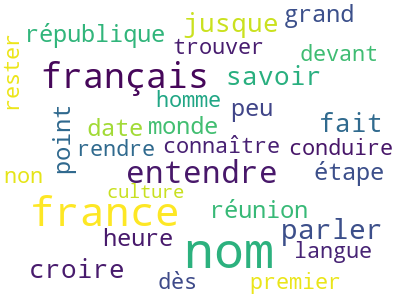 grand
jusque
république
trouver
devant
rester
français
savoir
homme
peu
fait
date
monde
point
rendre
connaître
conduire
entendre
étape
non
culture
france
réunion
parler
heure
nom
langue
croire
dès
premier